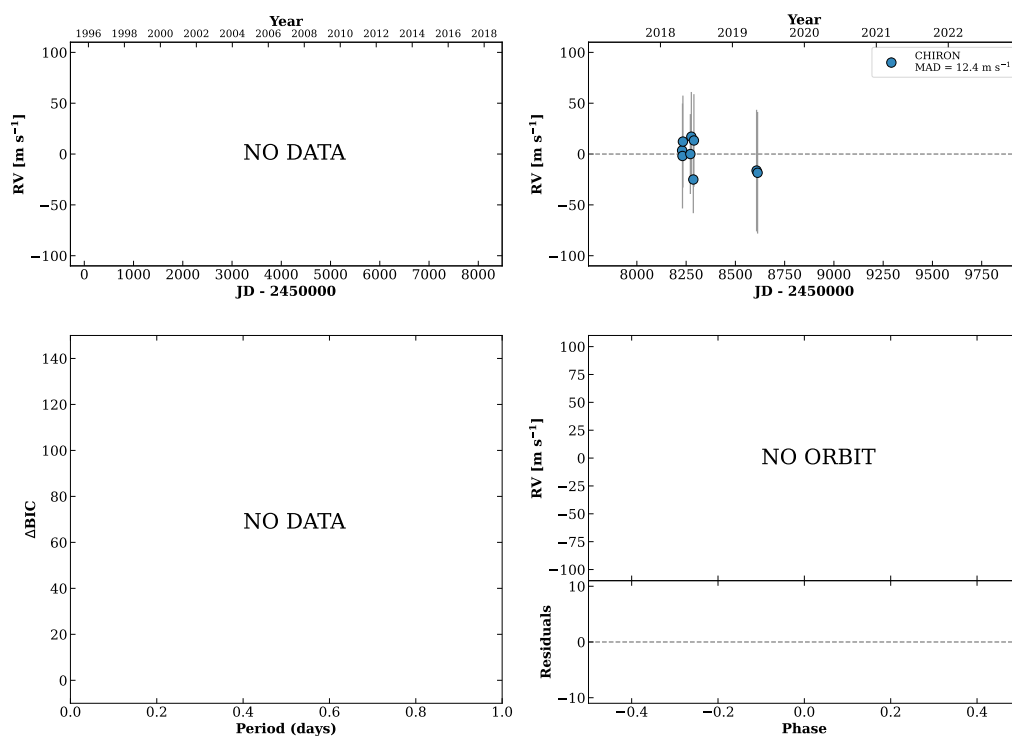 Year
1996 1998 2000 2002 2004 2006 2008 2010 2012 2014 2016 2018
100
50
0
−50
−100
RV [m s⁻¹]
NO DATA
0 1000 2000 3000 4000 5000 6000 7000 8000
JD - 2450000
Year
2018 2019 2020 2021 2022
100
50
0
−50
−100
RV [m s⁻¹]
CHIRON
MAD = 12.4 m s⁻¹
8000 8250 8500 8750 9000 9250 9500 9750
JD - 2450000
140
120
100
80
60
40
20
0
ΔBIC
NO DATA
0.0 0.2 0.4 0.6 0.8 1.0
Period (days)
100
75
50
25
0
−25
−50
−75
−100
RV [m s⁻¹]
NO ORBIT
10
0
−10
Residuals
−0.4 −0.2 0.0 0.2 0.4
Phase